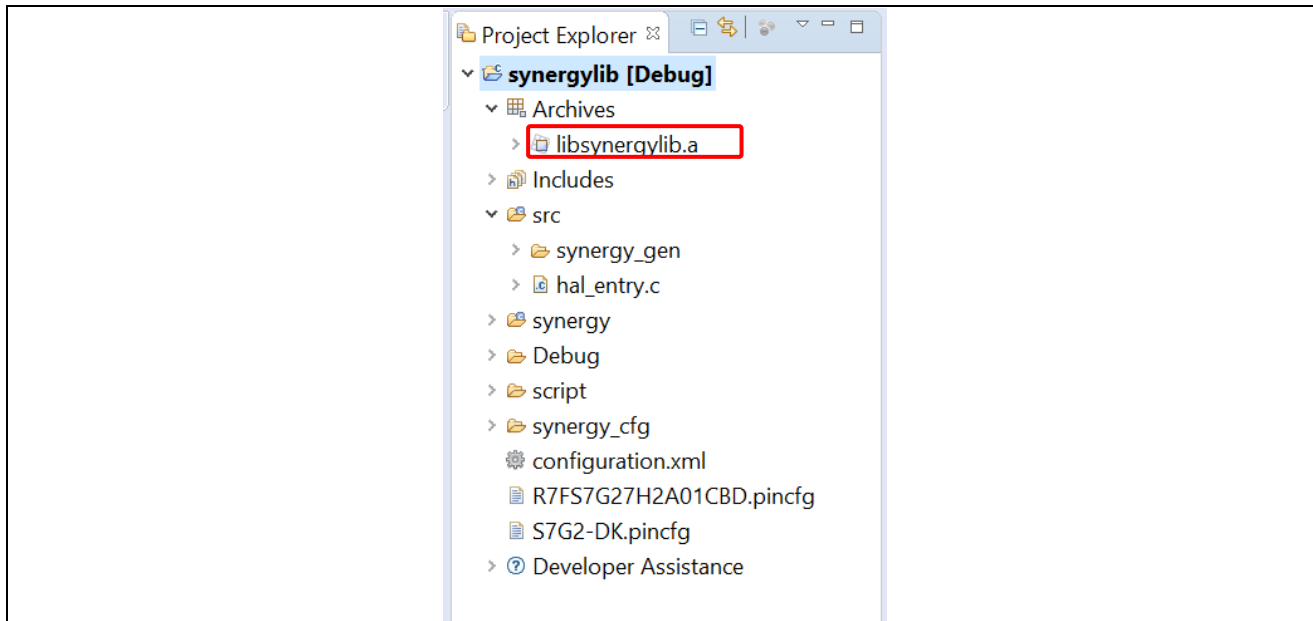 Project Explorer
synergylib [Debug]
Archives
libsynergylib.a
Includes
src
synergy_gen
hal_entry.c
synergy
Debug
script
synergy_cfg
configuration.xml
R7FS7G27H2A01CBD.pincfg
S7G2-DK.pincfg
Developer Assistance